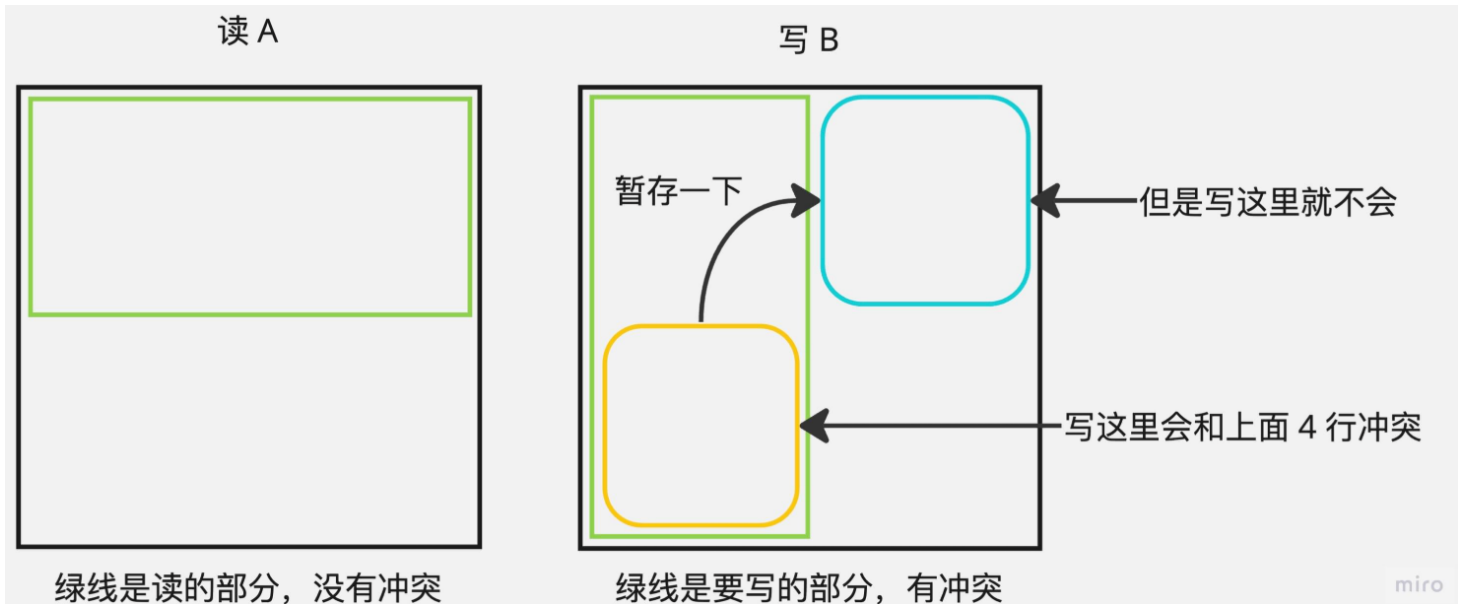 读 A
写 B
暂存一下
但是写这里就不会
写这里会和上面 4 行冲突
绿线是读的部分，没有冲突
绿线是要写的部分，有冲突
miro